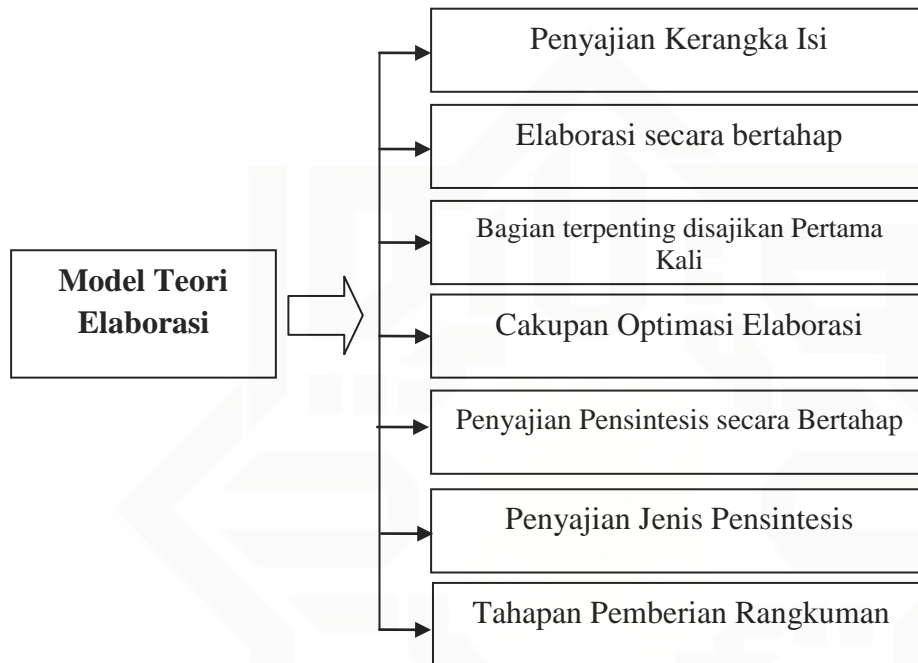 Model Teori
Elaborasi
Penyajian Kerangka Isi
Elaborasi secara bertahap
Bagian terpenting disajikan Pertama
Kali
Cakupan Optimasi Elaborasi
Penyajian Pensintesis secara Bertahap
Penyajian Jenis Pensintesis
Tahapan Pemberian Rangkuman